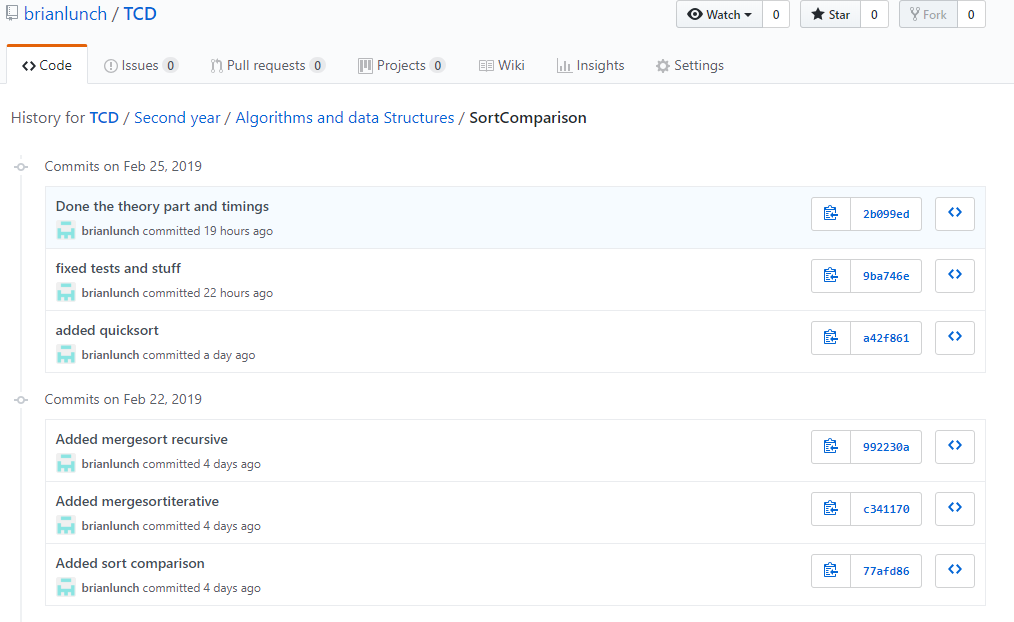 brianlunch / TCD
Watch 0 Star 0 Fork 0
Code Issues 0 Pull requests 0 Projects 0 Wiki Insights Settings
History for TCD / Second year / Algorithms and data Structures / SortComparison
Commits on Feb 25, 2019
Done the theory part and timings
brianlunch committed 19 hours ago
2b099ed
fixed tests and stuff
brianlunch committed 22 hours ago
9ba746e
added quicksort
brianlunch committed a day ago
a42f861
Commits on Feb 22, 2019
Added mergesort recursive
brianlunch committed 4 days ago
992230a
Added mergesortiterative
brianlunch committed 4 days ago
c341170
Added sort comparison
brianlunch committed 4 days ago
77afd86